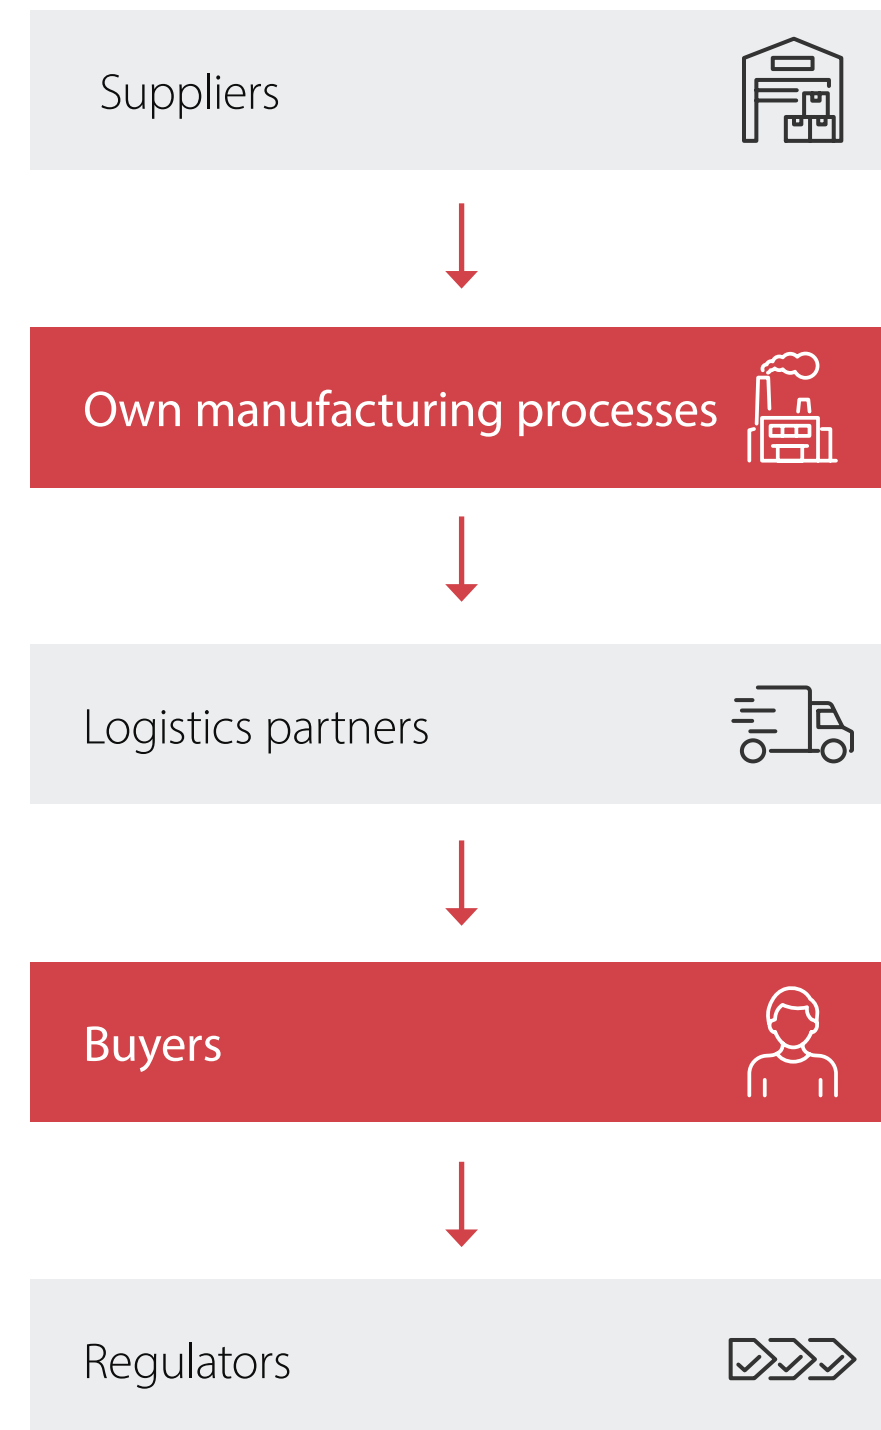 Suppliers
Own manufacturing processes
Logistics partners
Buyers
Regulators